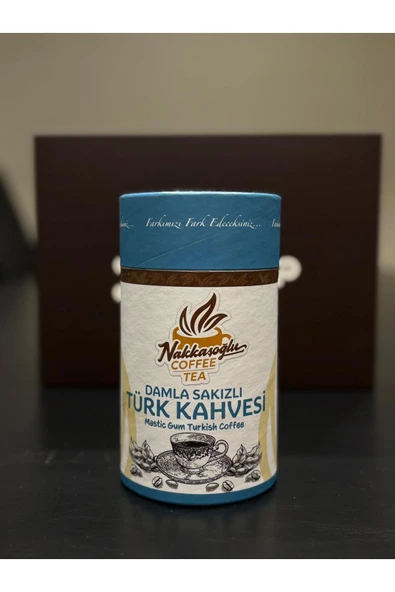 Farkımızı Fark Edeceksiniz...
Nakkaşoğlu
COFFEE
TEA
DAMLA SAKIZLI
TÜRK KAHVESİ
Mastic Gum Turkish Coffee